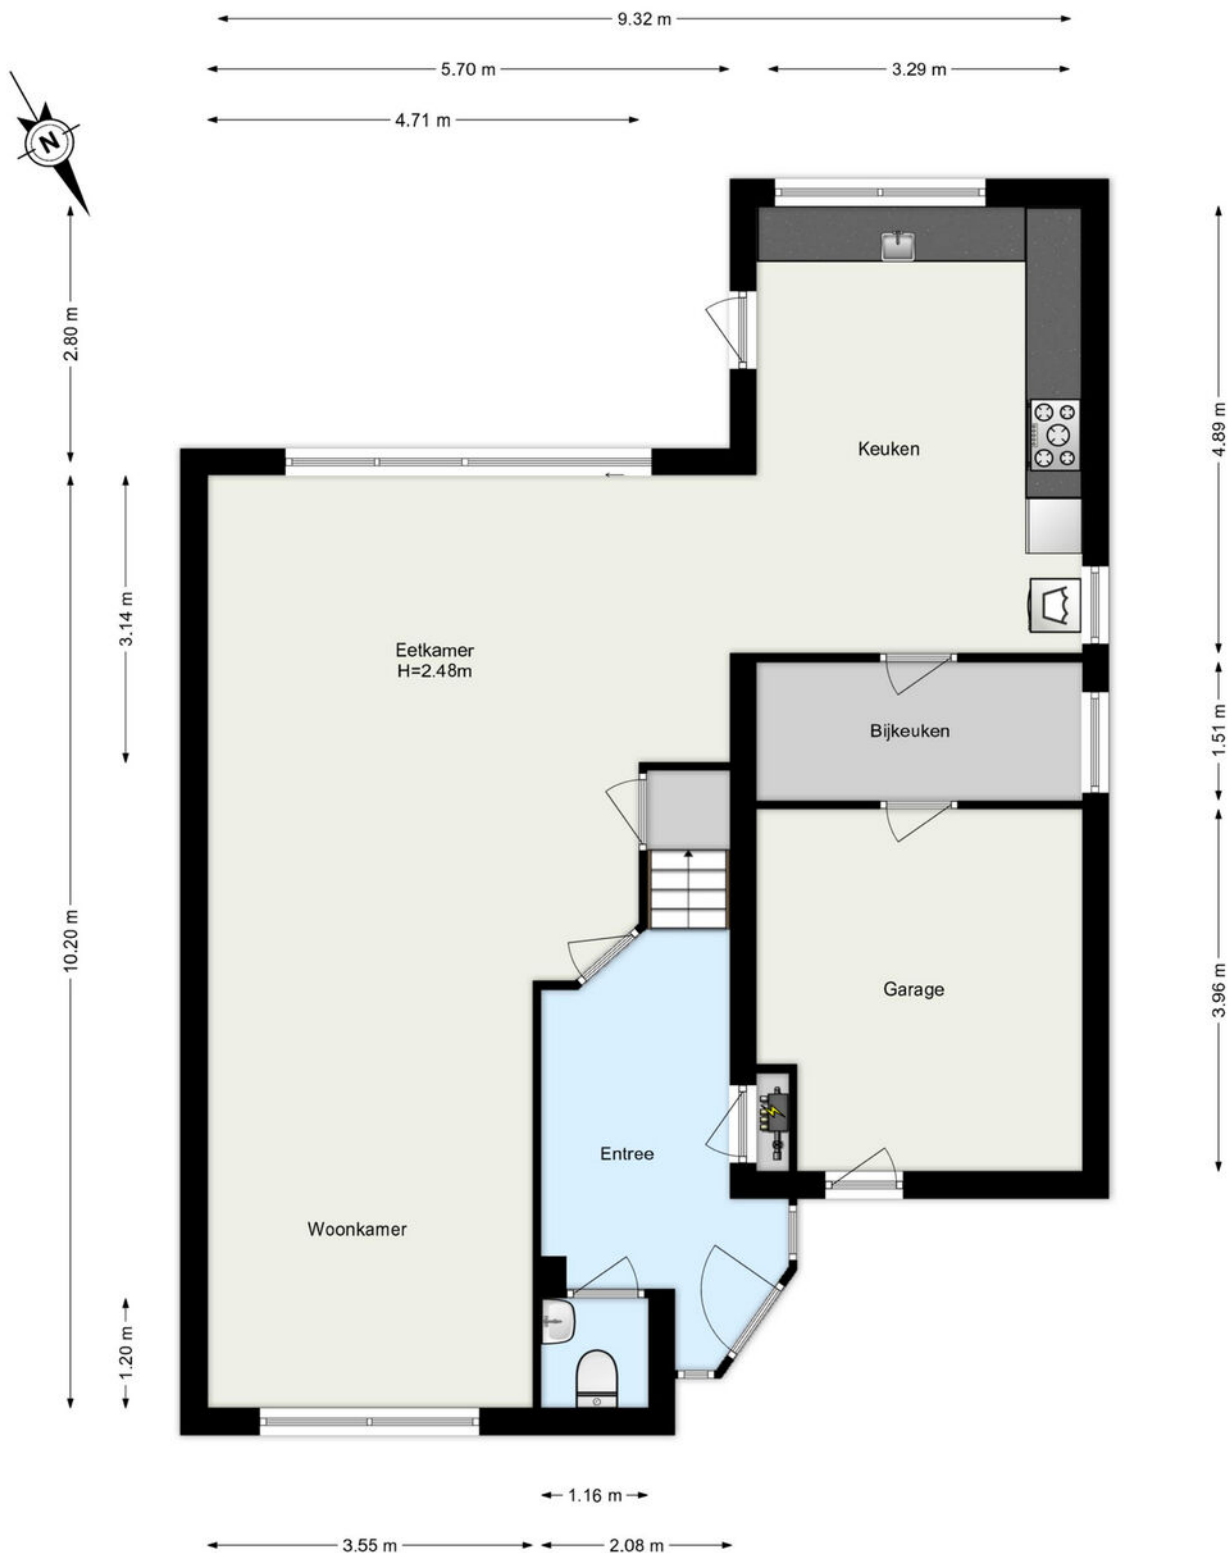 9.32 m
5.70 m
3.29 m
4.71 m
N
2.80 m
4.89 m
Keuken
3.14 m
Eetkamer
H=2.48m
Bijkeuken
1.51 m
10.20 m
Garage
3.96 m
Entree
Woonkamer
1.20 m
1.16 m
3.55 m
2.08 m